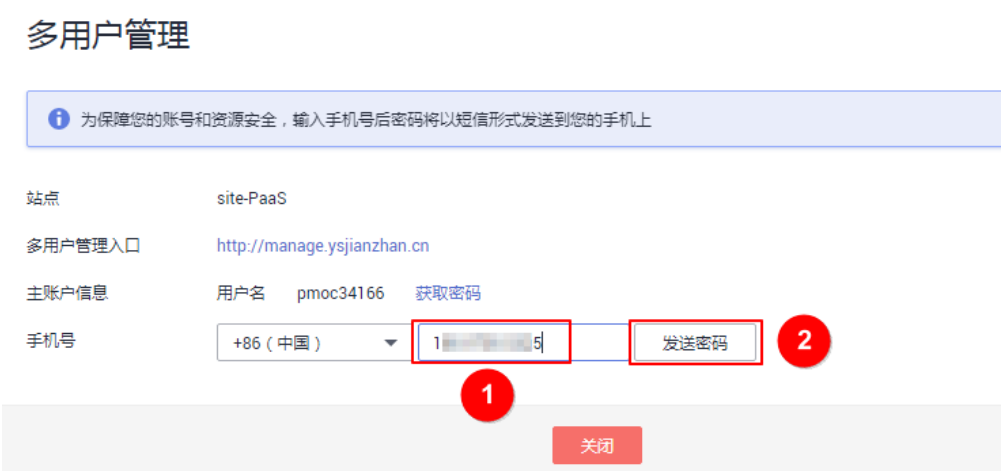 多用户管理
为保障您的账号和资源安全，输入手机号后密码将以短信形式发送到您的手机上
站点 site-PaaS
多用户管理入口 http://manage.ysjianzhan.cn
主账户信息 用户名 pmoc34166 获取密码
手机号 +86（中国） 1 5 发送密码 2
1
关闭